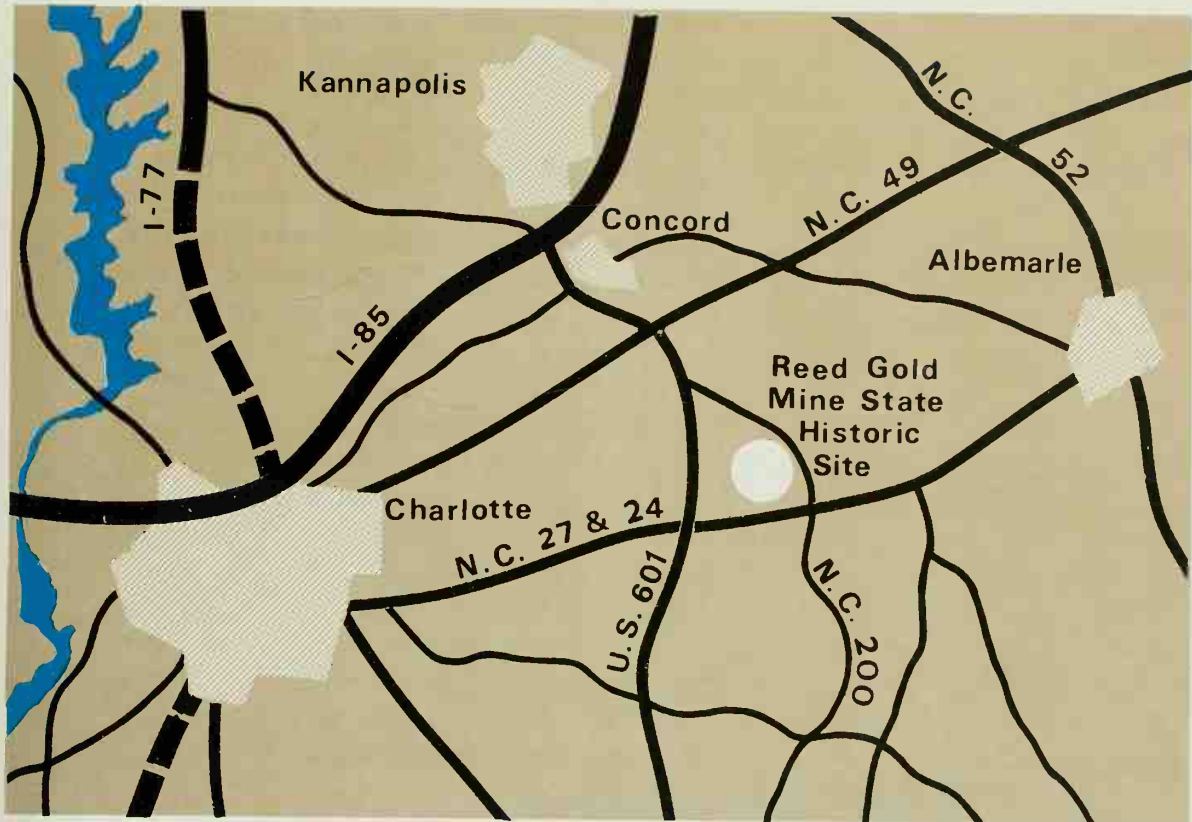 Kannapolis
I-77
Concord
N.C. 49
N.C. 52
Albemarle
I-85
Reed Gold
Mine State
Historic
Site
Charlotte
N.C. 27 & 24
U.S. 601
N.C. 200